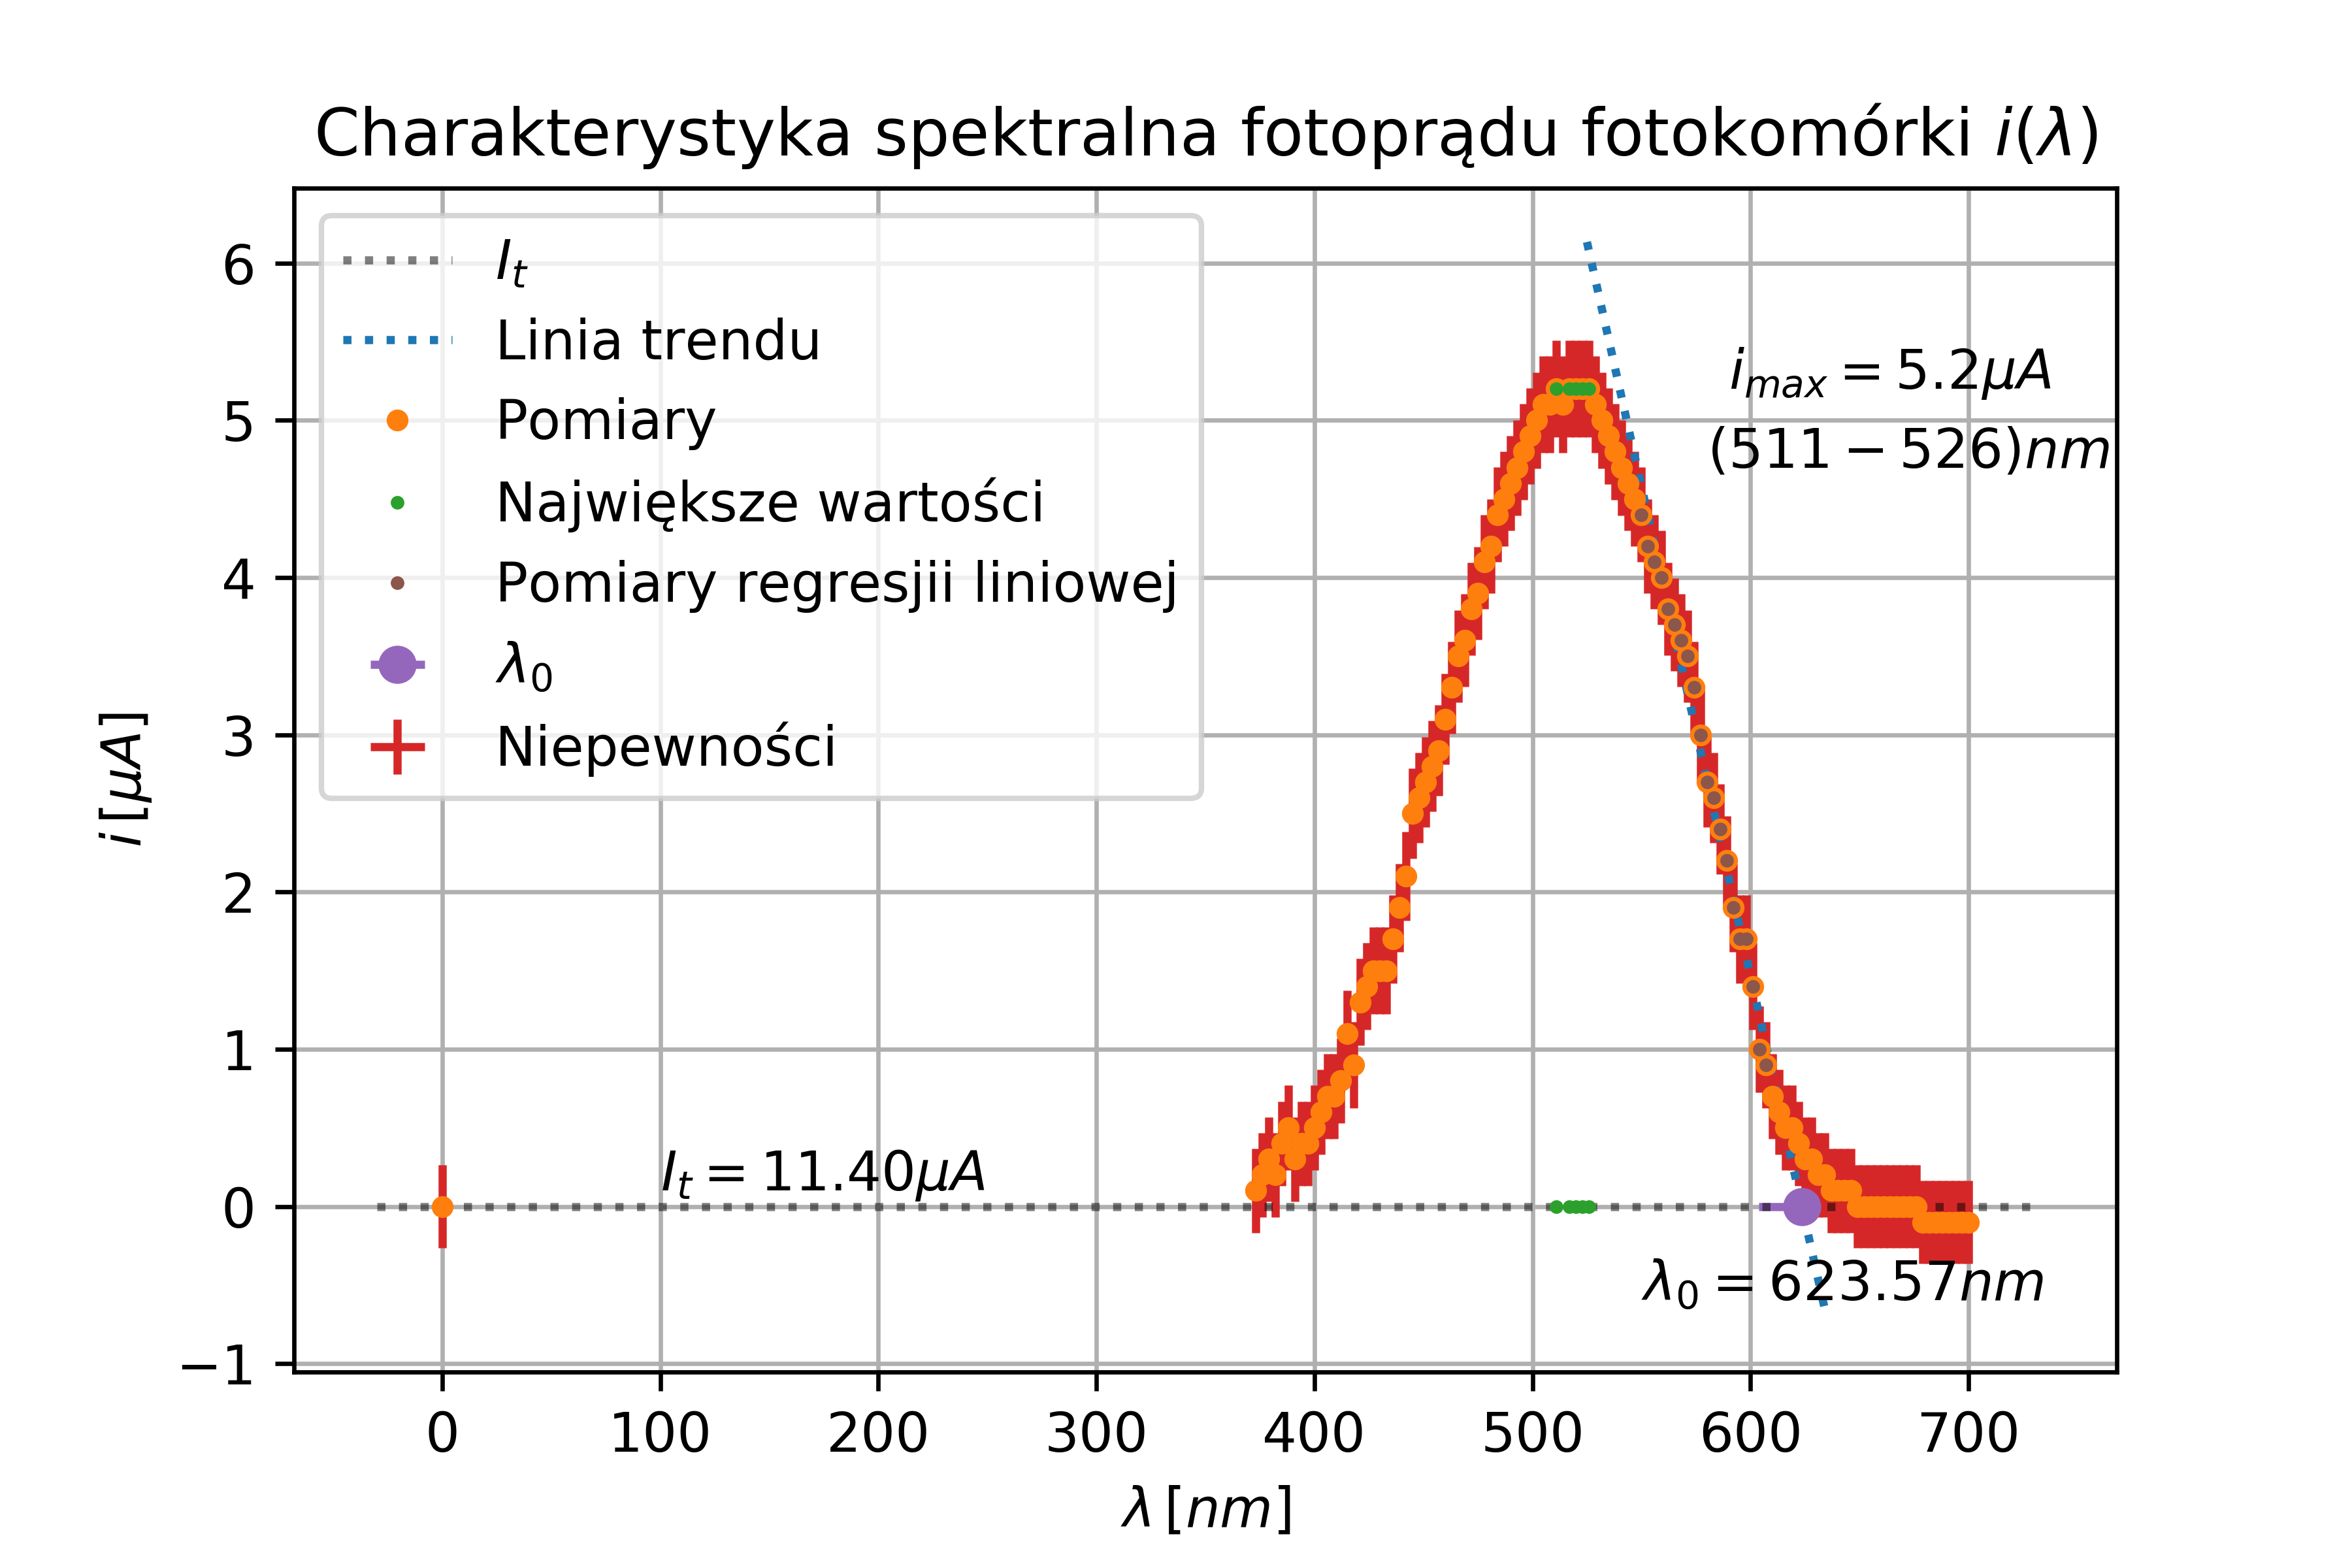 Charakterystyka spektralna fotoprądu fotokomórki i(λ)
I_t
Linia trendu
Pomiary
Największe wartości
Pomiary regresjii liniowej
λ_0
Niepewności
i_max = 5.2μA
(511 − 526)nm
I_t = 11.40μA
λ_0 = 623.57nm
6
5
4
3
2
1
0
−1
i [μA]
0 100 200 300 400 500 600 700
λ [nm]